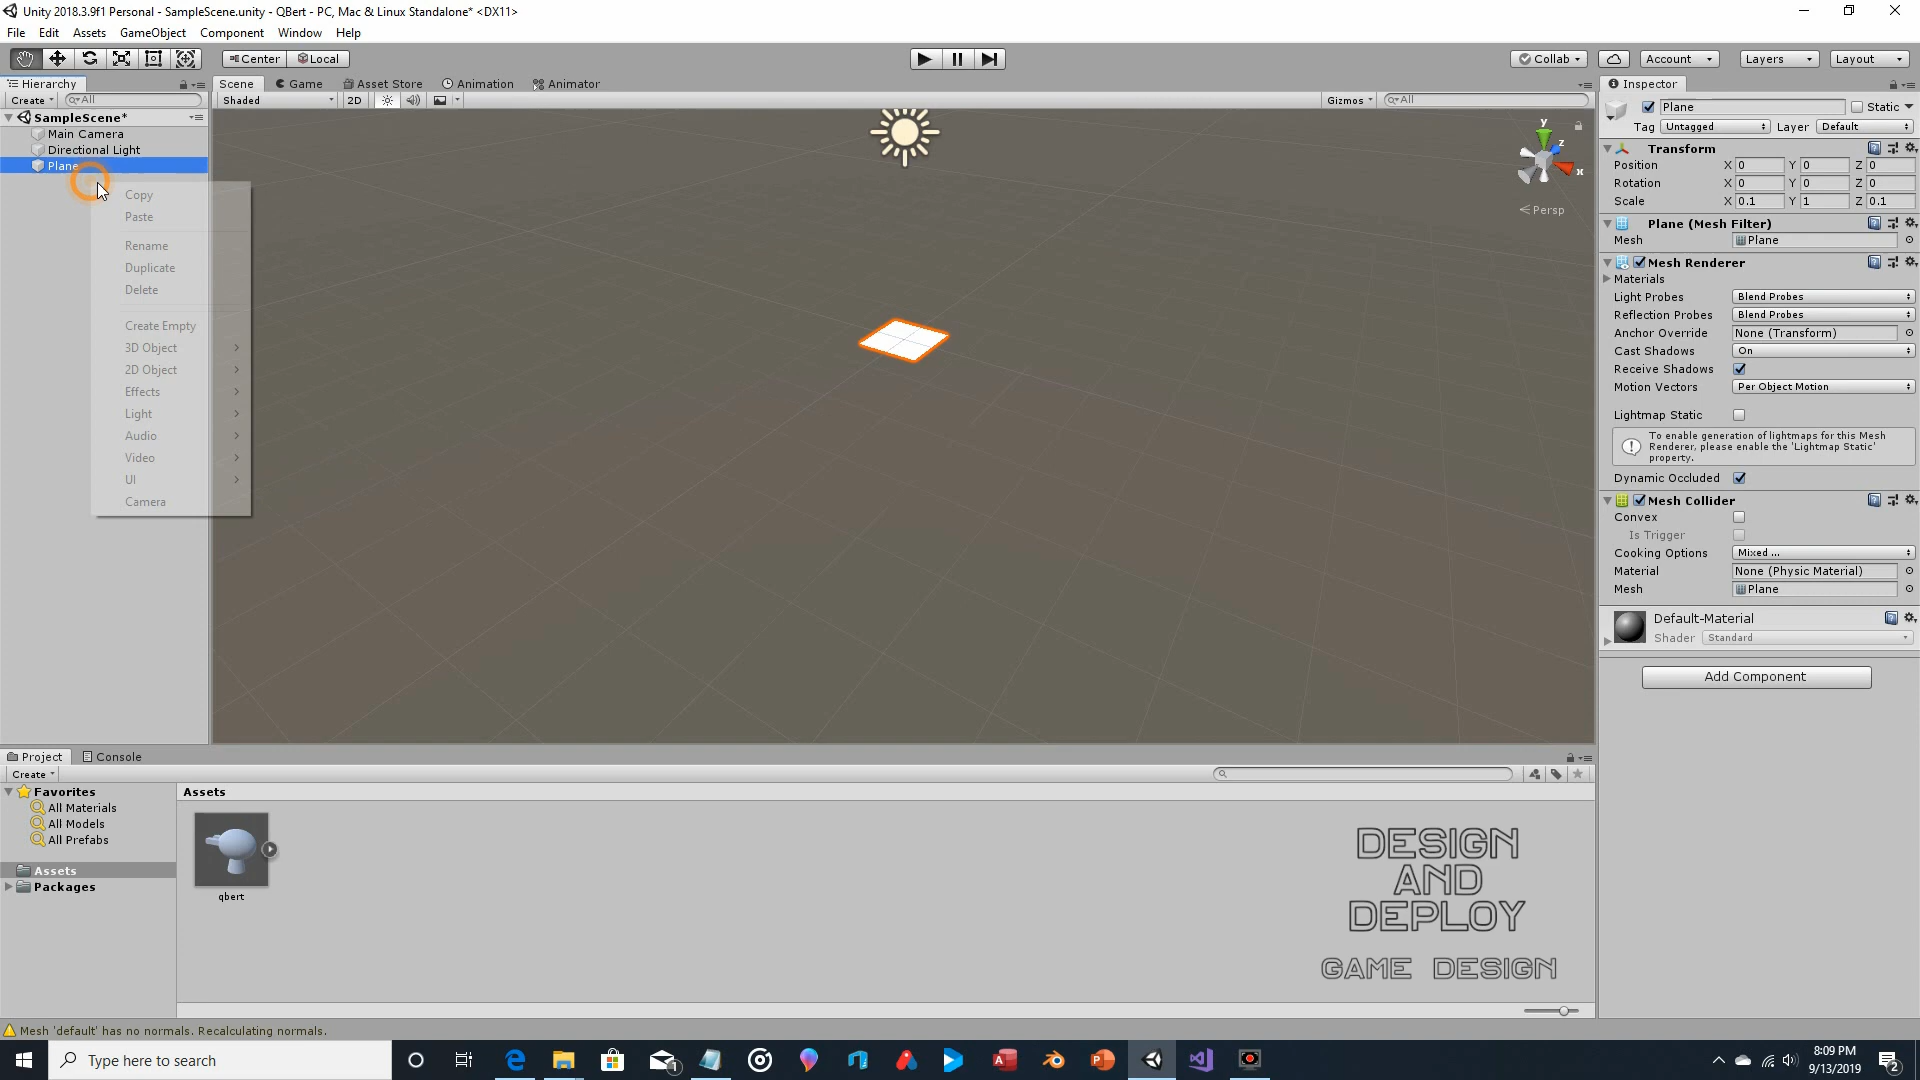 Unity 2018.3.9f1 Personal - SampleScene.unity - QBert - PC, Mac & Linux Standalone* <DX11>
File Edit Assets GameObject Component Window Help
Center Local Collab Account Layers Layout
Hierarchy
Create All
SampleScene*
Main Camera
Directional Light
Plane
Copy
Paste
Rename
Duplicate
Delete
Create Empty
3D Object
2D Object
Effects
Light
Audio
Video
UI
Camera
Scene Game Asset Store Animation Animator
Shaded 2D Gizmos All
y
z
x
Persp
Inspector
Plane Static
Tag Untagged Layer Default
Transform
Position X 0 Y 0 Z 0
Rotation X 0 Y 0 Z 0
Scale X 0.1 Y 1 Z 0.1
Plane (Mesh Filter)
Mesh Plane
Mesh Renderer
Materials
Light Probes Blend Probes
Reflection Probes Blend Probes
Anchor Override None (Transform)
Cast Shadows On
Receive Shadows
Motion Vectors Per Object Motion
Lightmap Static
To enable generation of lightmaps for this Mesh
Renderer, please enable the 'Lightmap Static'
property.
Dynamic Occluded
Mesh Collider
Convex
Is Trigger
Cooking Options Mixed ...
Material None (Physic Material)
Mesh Plane
Default-Material
Shader Standard
Add Component
Project Console
Create
Favorites
All Materials
All Models
All Prefabs
Assets
Packages
Assets
qbert
DESIGN
AND
DEPLOY
GAME DESIGN
Mesh 'default' has no normals. Recalculating normals.
Type here to search
1
8:09 PM
9/13/2019
2